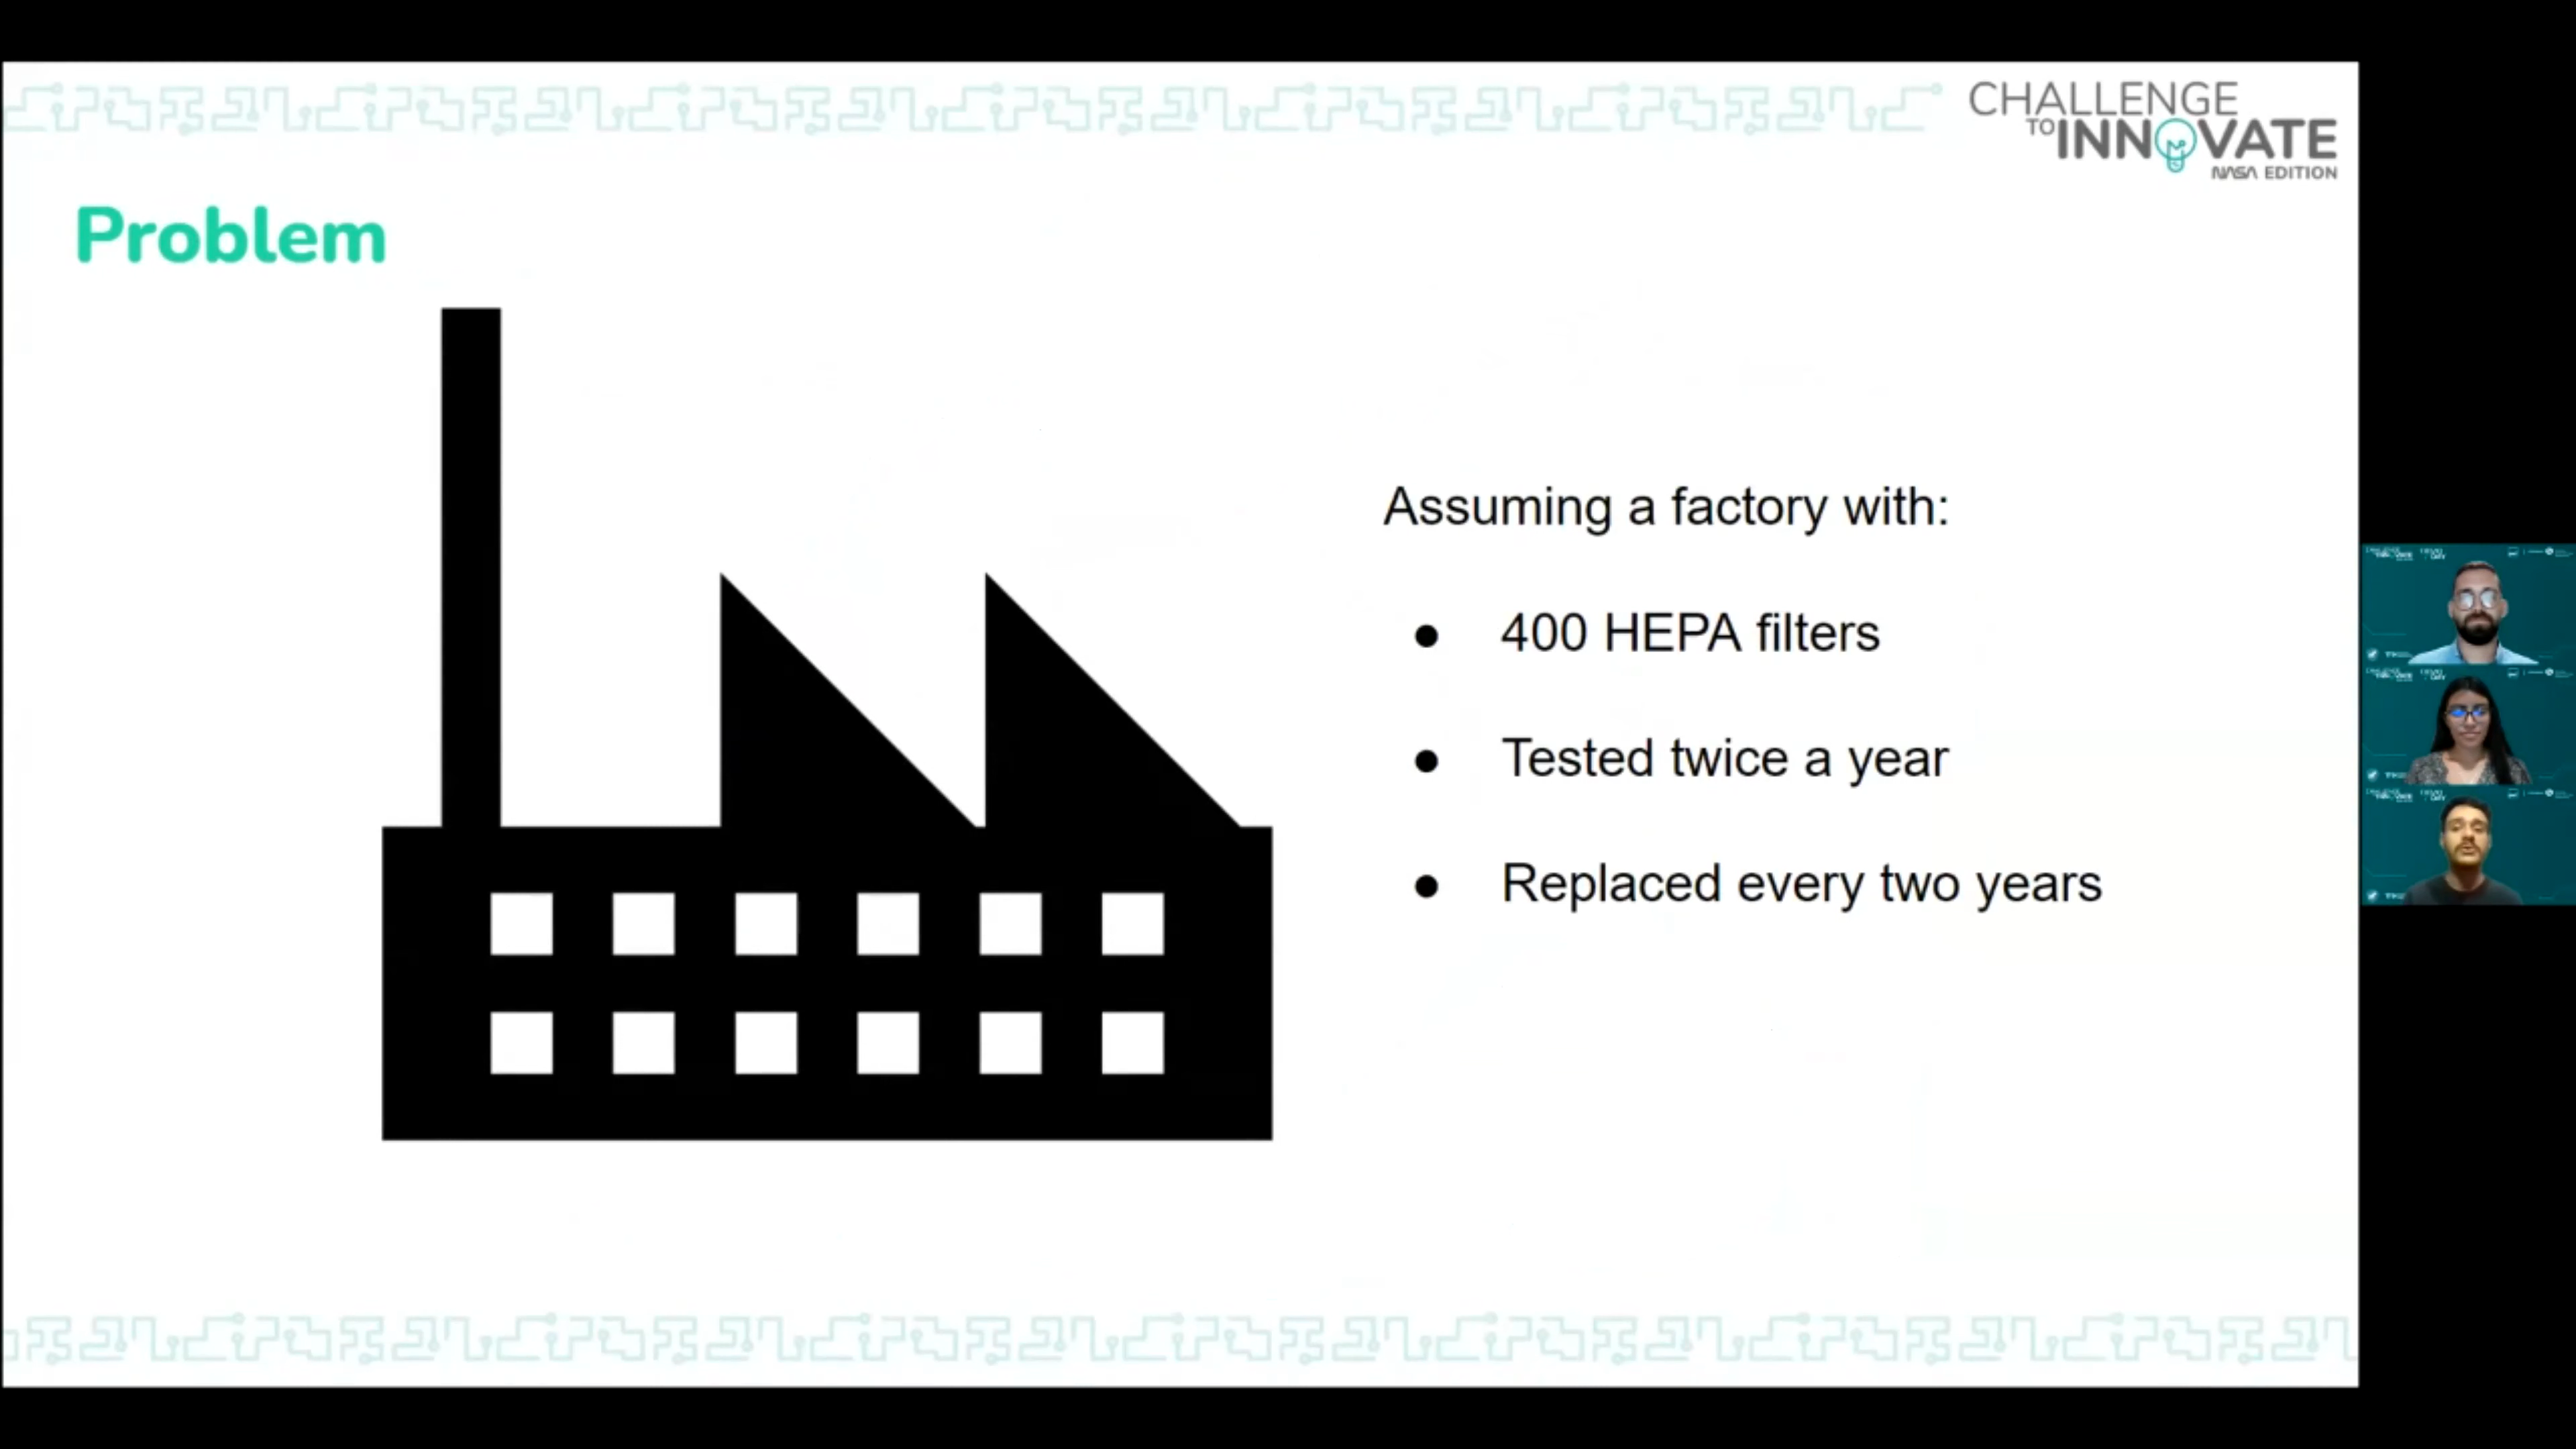 CHALLENGE
TO INNOVATE
NASA EDITION
Problem
Assuming a factory with:
● 400 HEPA filters
● Tested twice a year
● Replaced every two years